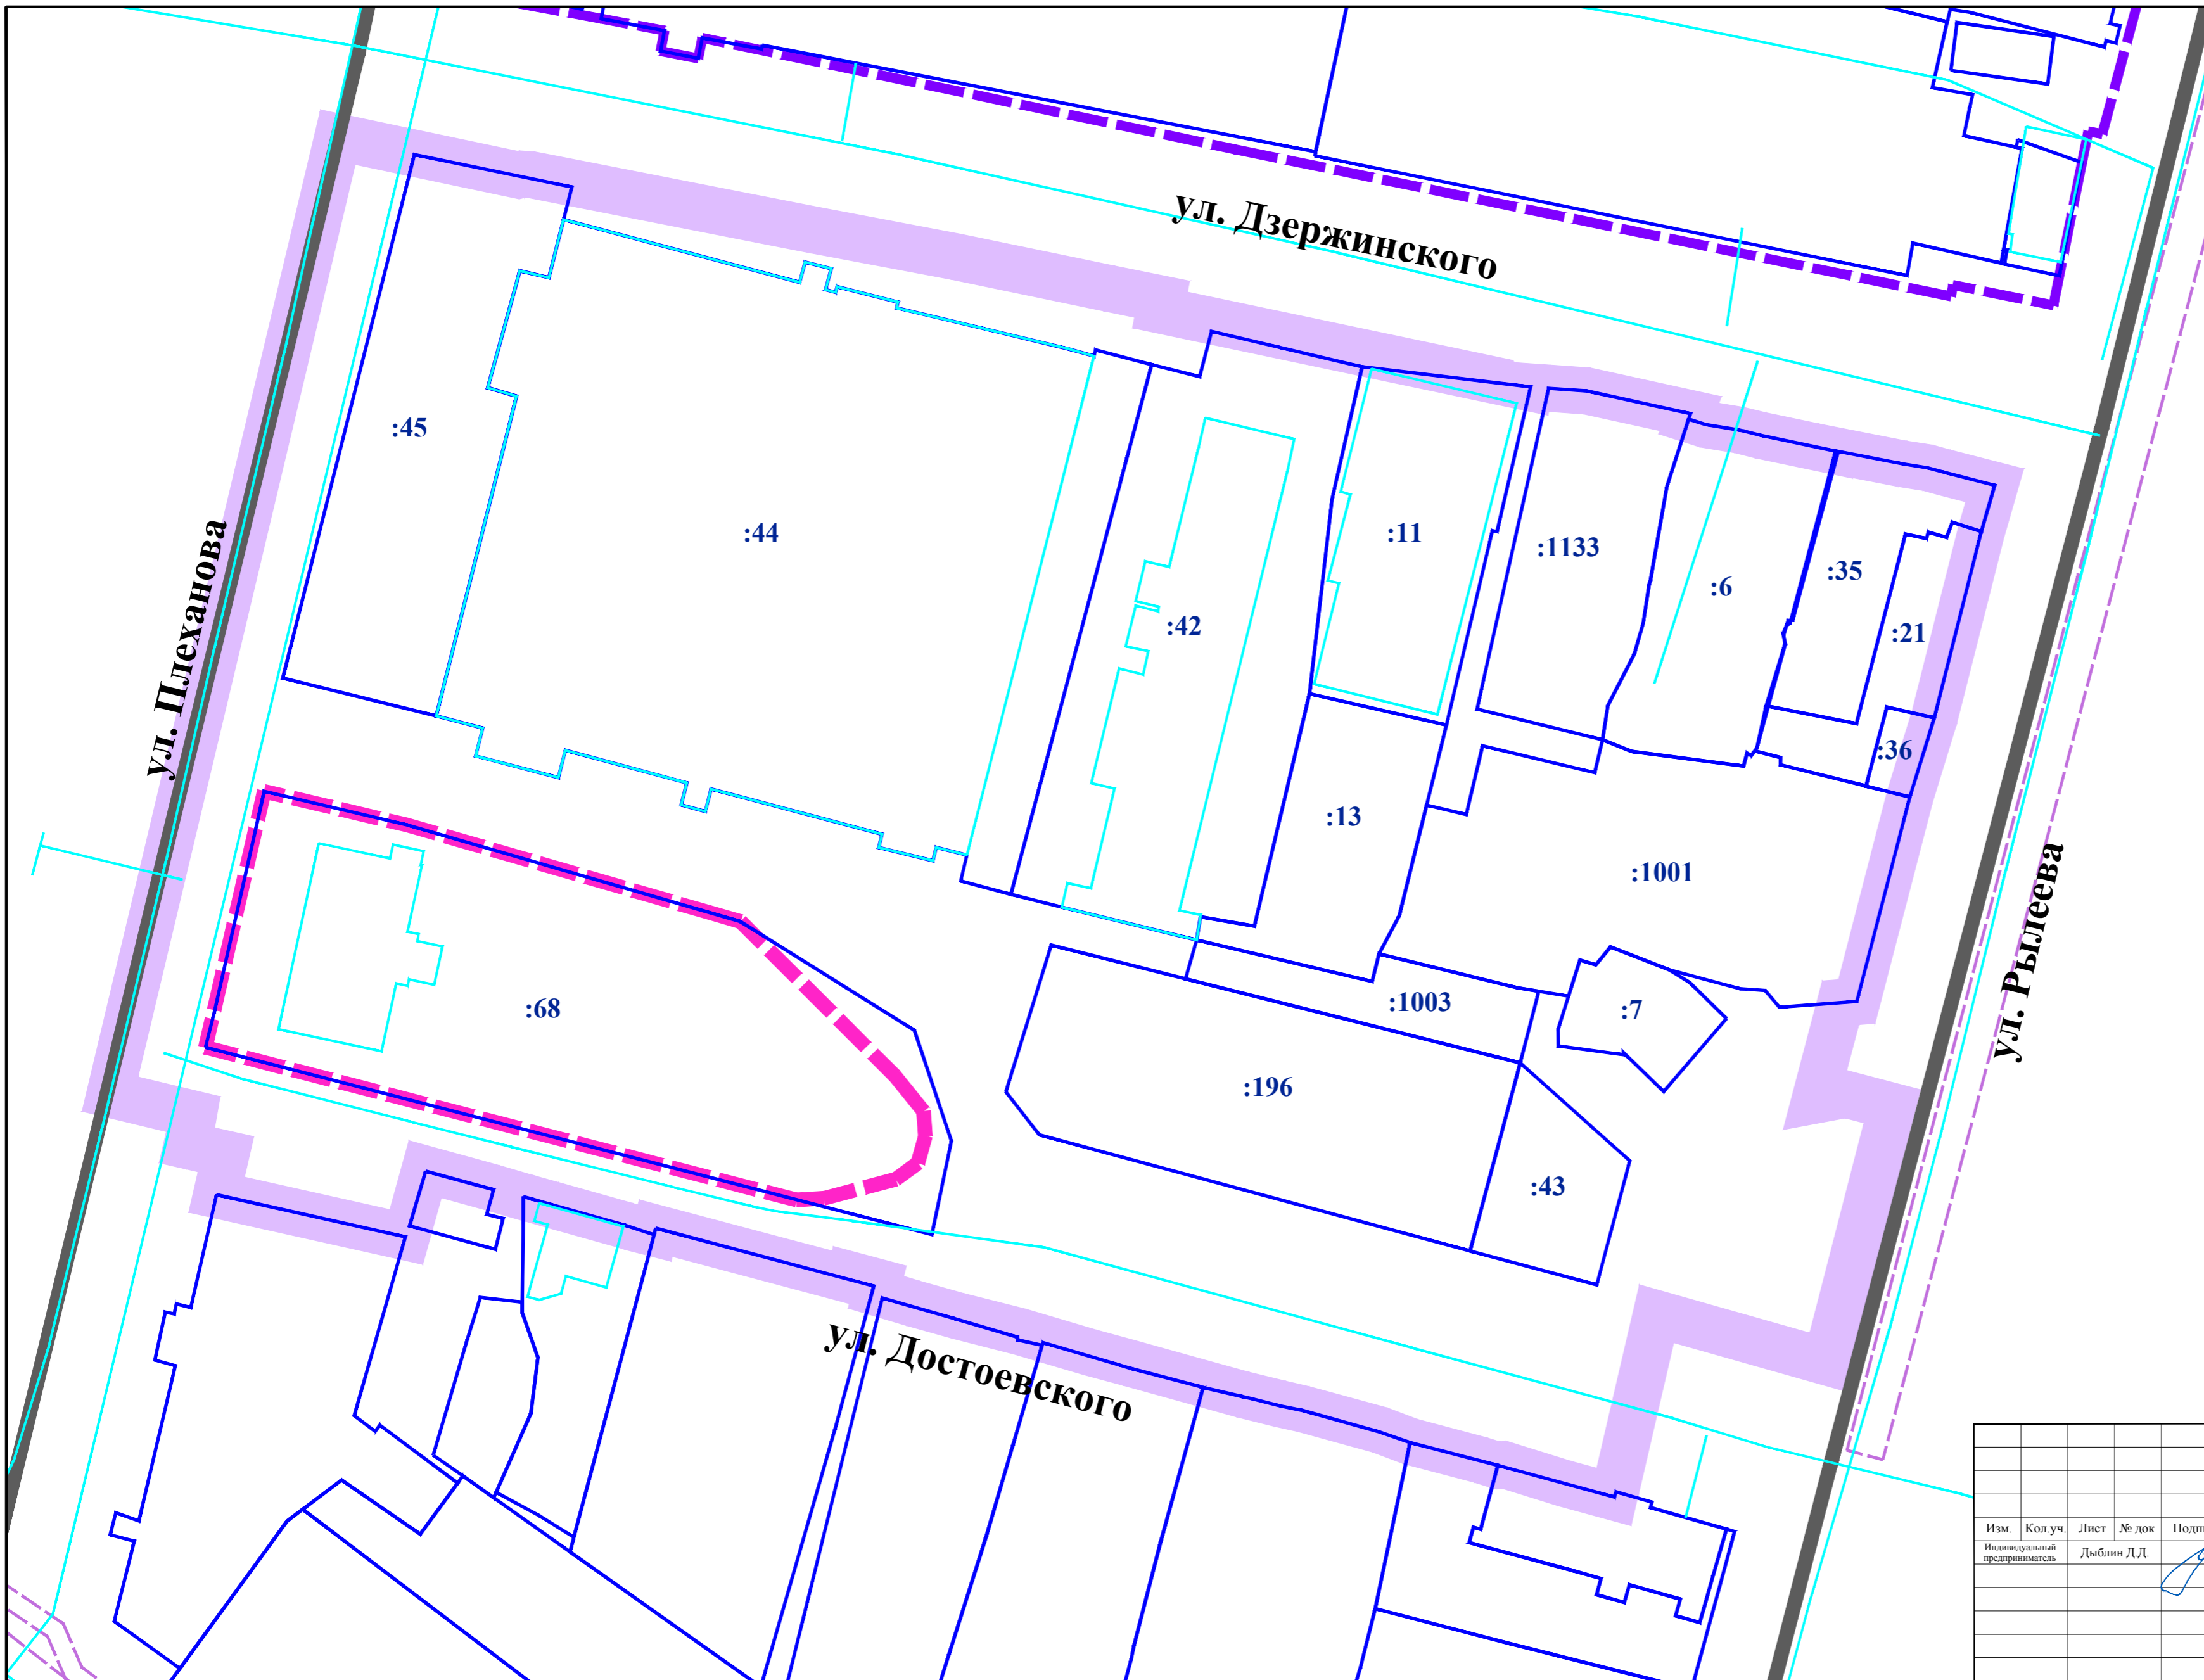 ул. Дзержинского
:45
:44
:11
:1133
:6
:35
:42
:21
ул. Плеханова
:36
:13
:1001
ул. Рылеева
:68
:1003
:7
:196
:43
ул. Достоевского
Изм. Кол.уч. Лист № док
Индивидуальный
предприниматель
Дыблин Д.Д.